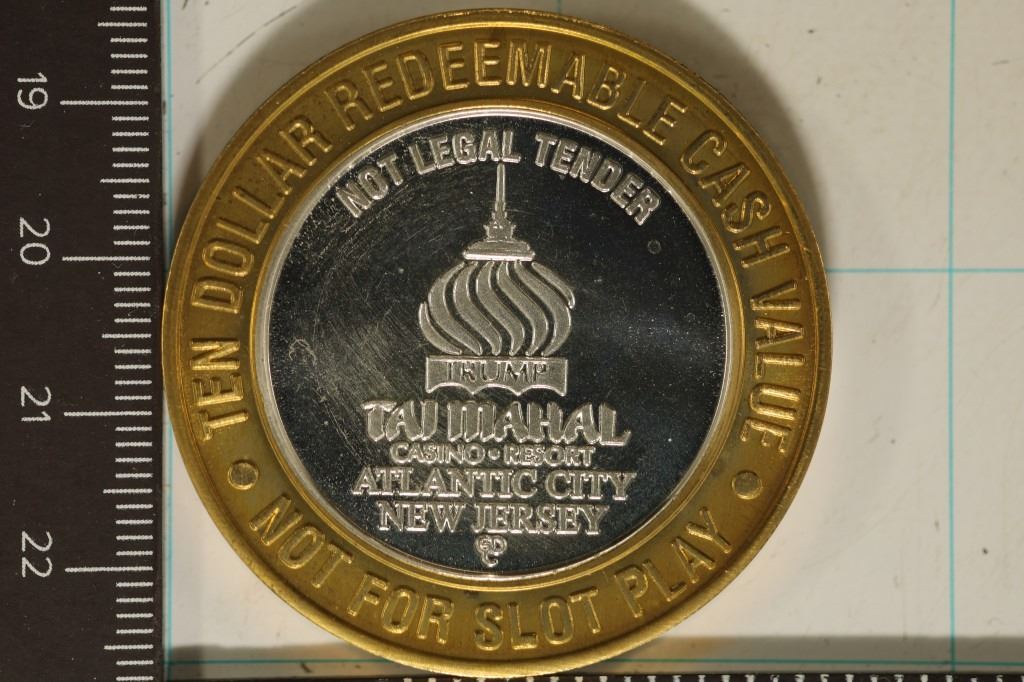 TEN DOLLAR REDEEMABLE CASH VALUE
NOT LEGAL TENDER
TRUMP
TAJ MAHAL
CASINO • RESORT
ATLANTIC CITY
NEW JERSEY
GDC
NOT FOR SLOT PLAY
19
20
21
22